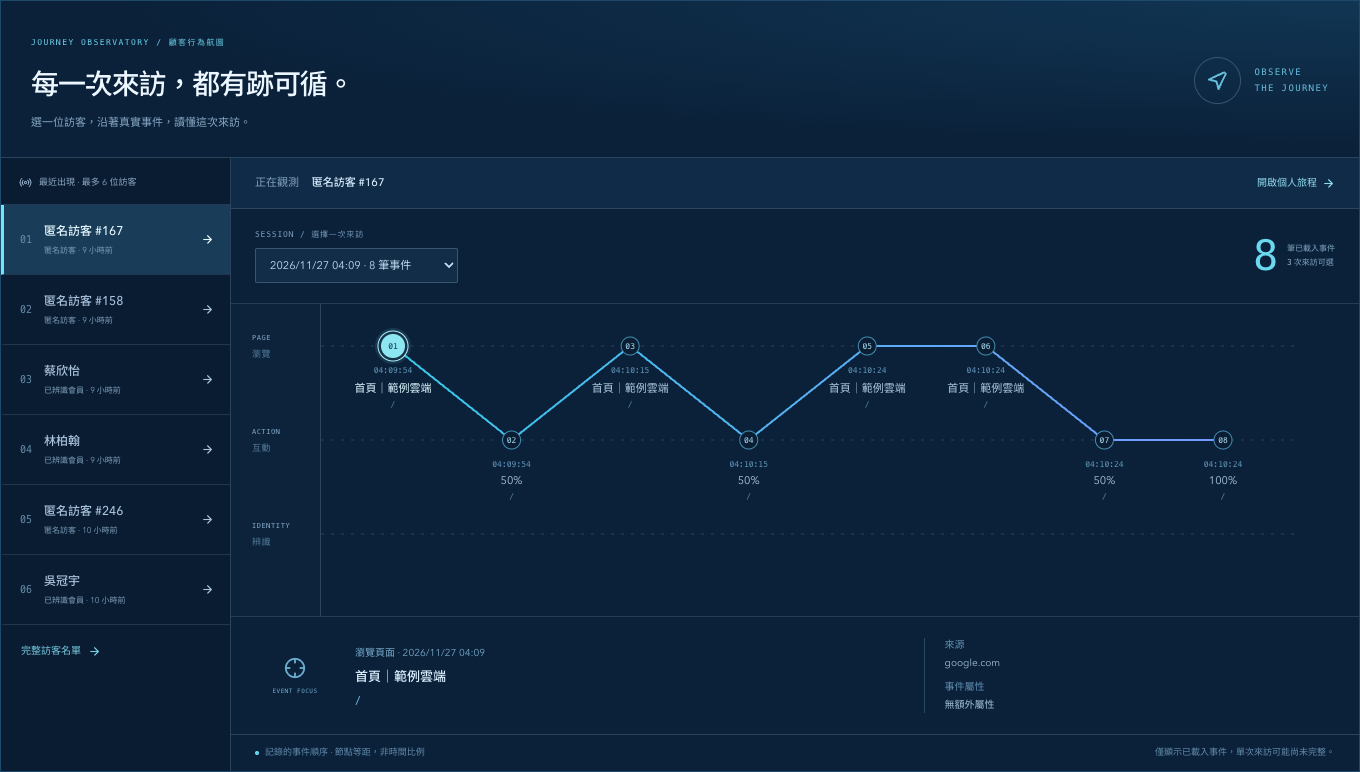 JOURNEY OBSERVATORY / 顧客行為航圖
每一次來訪，都有跡可循。
選一位訪客，沿著真實事件，讀懂這次來訪。
OBSERVE
THE JOURNEY
最近出現 · 最多 6 位訪客
01
匿名訪客 #167
匿名訪客 · 9 小時前
02
匿名訪客 #158
匿名訪客 · 9 小時前
03
蔡欣怡
已辨識會員 · 9 小時前
04
林柏翰
已辨識會員 · 9 小時前
05
匿名訪客 #246
匿名訪客 · 10 小時前
06
吳冠宇
已辨識會員 · 10 小時前
完整訪客名單
正在觀測 匿名訪客 #167
開啟個人旅程
SESSION / 選擇一次來訪
2026/11/27 04:09 · 8 筆事件
8
筆已載入事件
3 次來訪可選
PAGE
瀏覽
01
04:09:54
首頁｜範例雲端
/
03
04:10:15
首頁｜範例雲端
/
05
04:10:24
首頁｜範例雲端
/
06
04:10:24
首頁｜範例雲端
/
ACTION
互動
02
04:09:54
50%
/
04
04:10:15
50%
/
07
04:10:24
50%
/
08
04:10:24
100%
/
IDENTITY
辨識
EVENT FOCUS
瀏覽頁面 · 2026/11/27 04:09
首頁｜範例雲端
/
來源
google.com
事件屬性
無額外屬性
記錄的事件順序 · 節點等距，非時間比例
僅顯示已載入事件，單次來訪可能尚未完整。